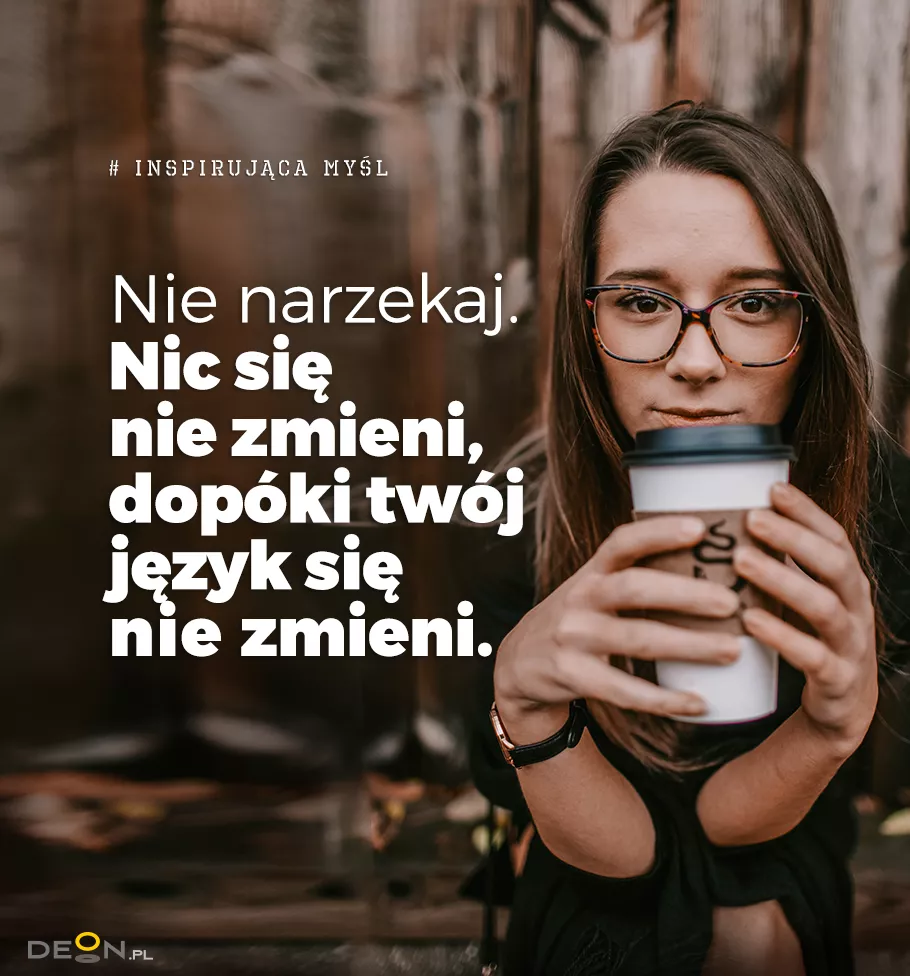 # INSPIRUJĄCA MYŚL
Nie narzekaj.
Nic się
nie zmieni,
dopóki twój
język się
nie zmieni.
DEON.PL